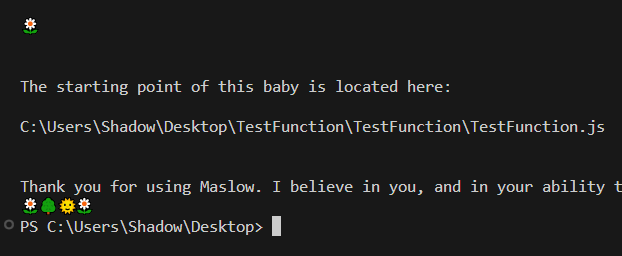 🌼
The starting point of this baby is located here:
C:\Users\Shadow\Desktop\TestFunction\TestFunction\TestFunction.js
Thank you for using Maslow. I believe in you, and in your ability t
🌼🌳🌞🌼
PS C:\Users\Shadow\Desktop>